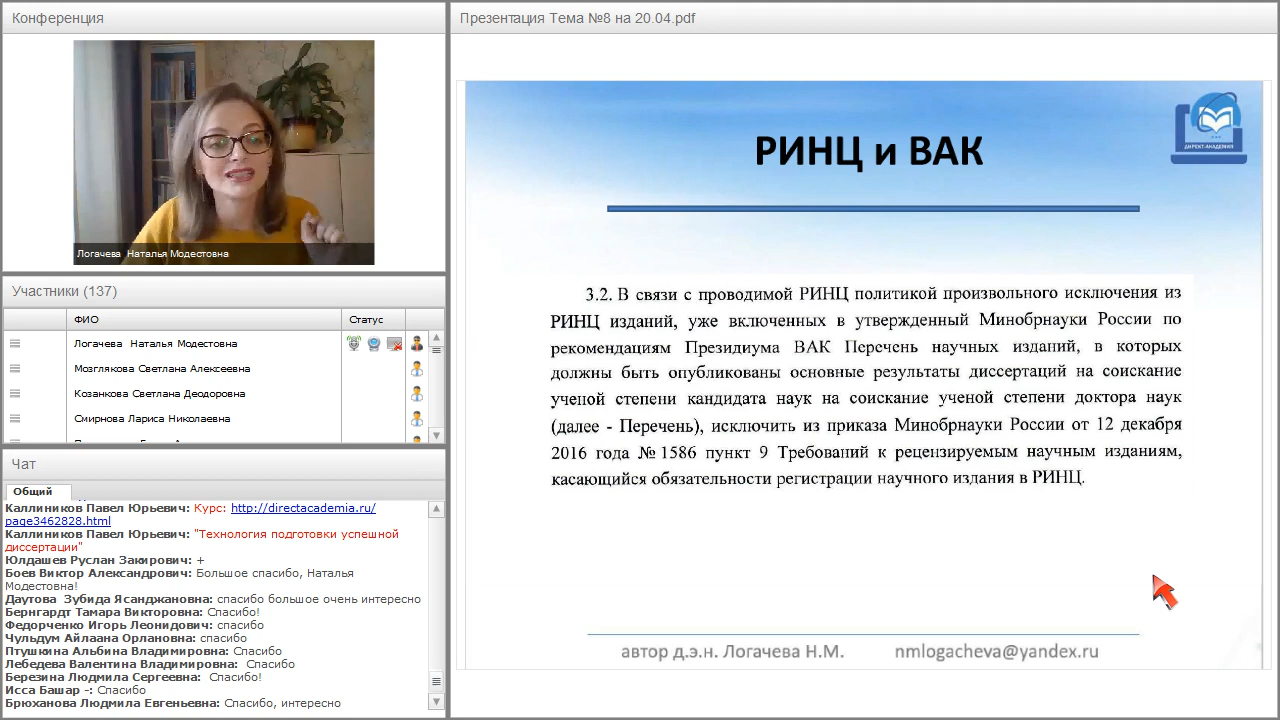 Конференция
Логачева Наталья Модестовна
Участники (137)
ФИО
Статус
Логачева Наталья Модестовна
Мозглякова Светлана Алексеевна
Козанкова Светлана Деодоровна
Смирнова Лариса Николаевна
Чат
Общий
Каллиников Павел Юрьевич: Курс: http://directacademia.ru/
page3462828.html
Каллиников Павел Юрьевич: "Технология подготовки успешной
диссертации"
Юлдашев Руслан Закирович: +
Боев Виктор Александрович: Большое спасибо, Наталья
Модестовна!
Даутова Зубида Ясанджановна: спасибо большое очень интересно
Бернгардт Тамара Викторовна: Спасибо!
Федорченко Игорь Леонидович: спасибо
Чульдум Айлаана Орлановна: спасибо
Птушкина Альбина Владимировна: Спасибо
Лебедева Валентина Владимировна: Спасибо
Березина Людмила Сергеевна: Спасибо!
Исса Башар -: Спасибо
Брюханова Людмила Евгеньевна: Спасибо, интересно
Презентация Тема №8 на 20.04.pdf
ДИРЕКТ-АКАДЕМИЯ
РИНЦ и ВАК
3.2. В связи с проводимой РИНЦ политикой произвольного исключения из
РИНЦ изданий, уже включенных в утвержденный Минобрнауки России по
рекомендациям Президиума ВАК Перечень научных изданий, в которых
должны быть опубликованы основные результаты диссертаций на соискание
ученой степени кандидата наук на соискание ученой степени доктора наук
(далее - Перечень), исключить из приказа Минобрнауки России от 12 декабря
2016 года № 1586 пункт 9 Требований к рецензируемым научным изданиям,
касающийся обязательности регистрации научного издания в РИНЦ.
автор д.э.н. Логачева Н.М. nmlogacheva@yandex.ru